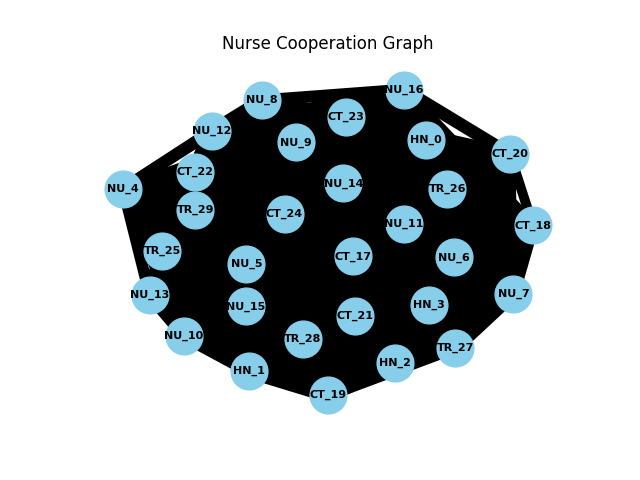 Nurse Cooperation Graph
NU_16
NU_8
CT_23
NU_12
HN_0
NU_9
CT_20
CT_22
NU_14
NU_4
TR_26
TR_29
CT_24
NU_11
CT_18
TR_25
CT_17
NU_6
NU_5
NU_13
NU_7
NU_15
HN_3
CT_21
NU_10
TR_28
TR_27
HN_2
HN_1
CT_19